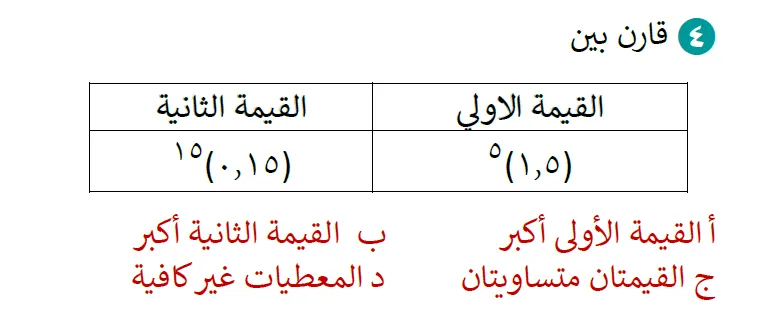 ٤ قارن بين
القيمة الاولي القيمة الثانية
(١,٥)^٥ (٠,١٥)^١٥
أ القيمة الأولى أكبر ب القيمة الثانية أكبر
ج القيمتان متساويتان د المعطيات غير كافية